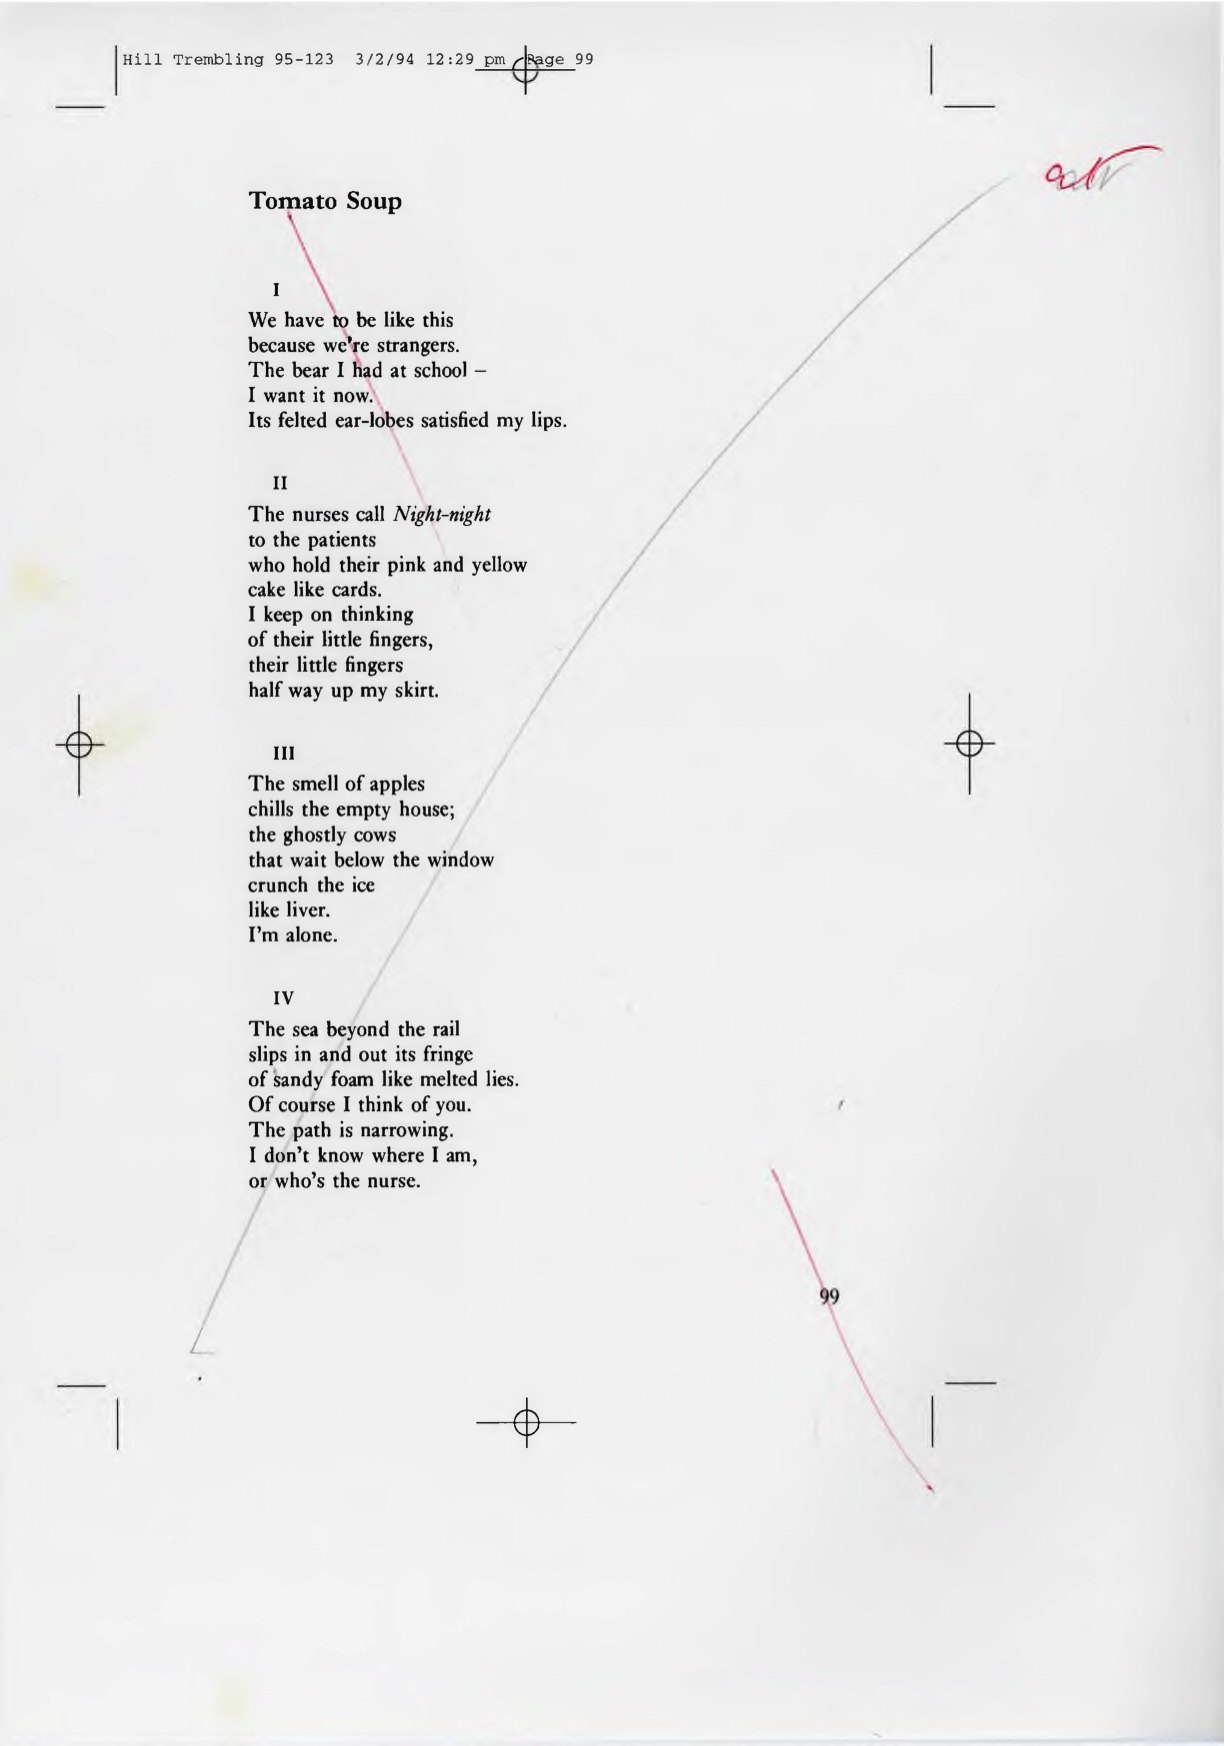 Hill Trembling 95-123 3/2/94 12:29 pm Page 99
Tomato Soup
I
We have to be like this
because we're strangers.
The bear I had at school –
I want it now.
Its felted ear-lobes satisfied my lips.
II
The nurses call Night-night
to the patients
who hold their pink and yellow
cake like cards.
I keep on thinking
of their little fingers,
their little fingers
half way up my skirt.
III
The smell of apples
chills the empty house;
the ghostly cows
that wait below the window
crunch the ice
like liver.
I'm alone.
IV
The sea beyond the rail
slips in and out its fringe
of sandy foam like melted lies.
Of course I think of you.
The path is narrowing.
I don't know where I am,
or who's the nurse.
99